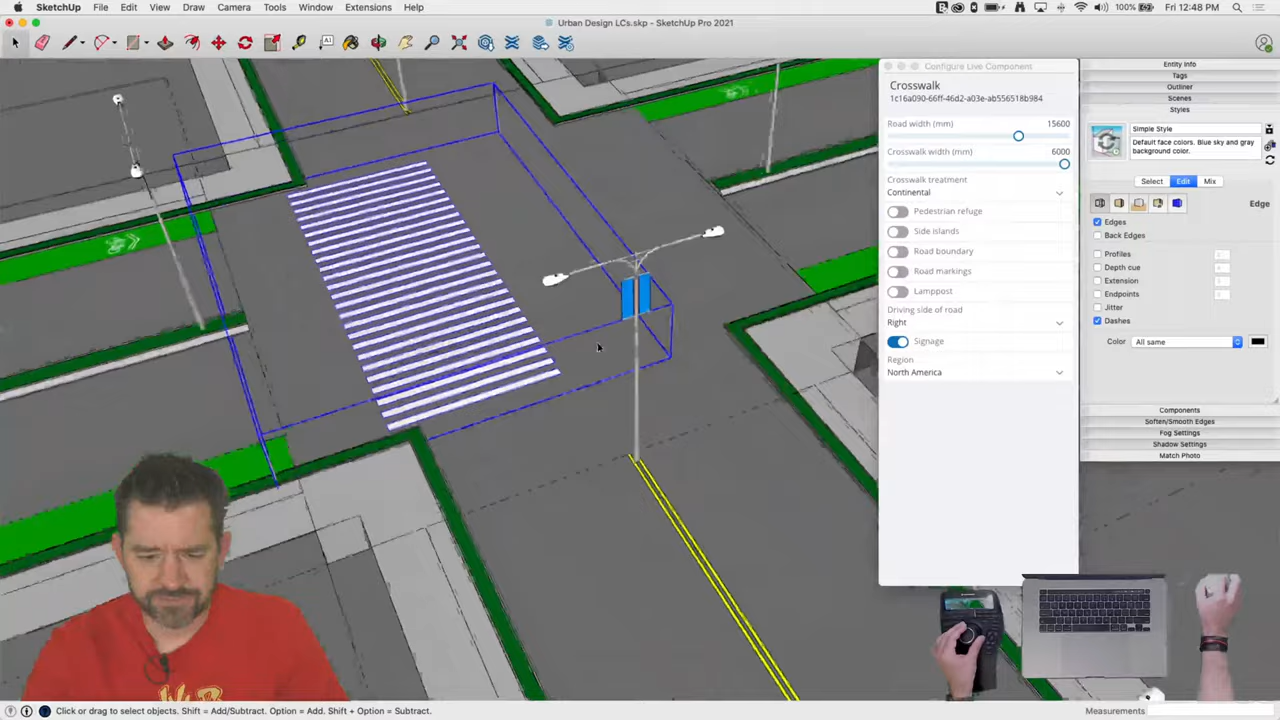 SketchUp File Edit View Draw Camera Tools Window Extensions Help 100% Fri 12:48 PM
Urban Design LCs.skp - SketchUp Pro 2021
Configure Live Component
Crosswalk
1c16a090-66ff-46d2-a03e-ab556518b984
Road width (mm) 15600
Crosswalk width (mm) 6000
Crosswalk treatment
Continental
Pedestrian refuge
Side islands
Road boundary
Road markings
Lamppost
Driving side of road
Right
Signage
Region
North America
Entity Info
Tags
Outliner
Scenes
Styles
Simple Style
Default face colors. Blue sky and gray
background color.
Select Edit Mix
Edge
Edges
Back Edges
Profiles
Depth cue
Extension
Endpoints
Jitter
Dashes
Color All same
Components
Soften/Smooth Edges
Fog Settings
Shadow Settings
Match Photo
Click or drag to select objects. Shift = Add/Subtract. Option = Add. Shift + Option = Subtract.
Measurements